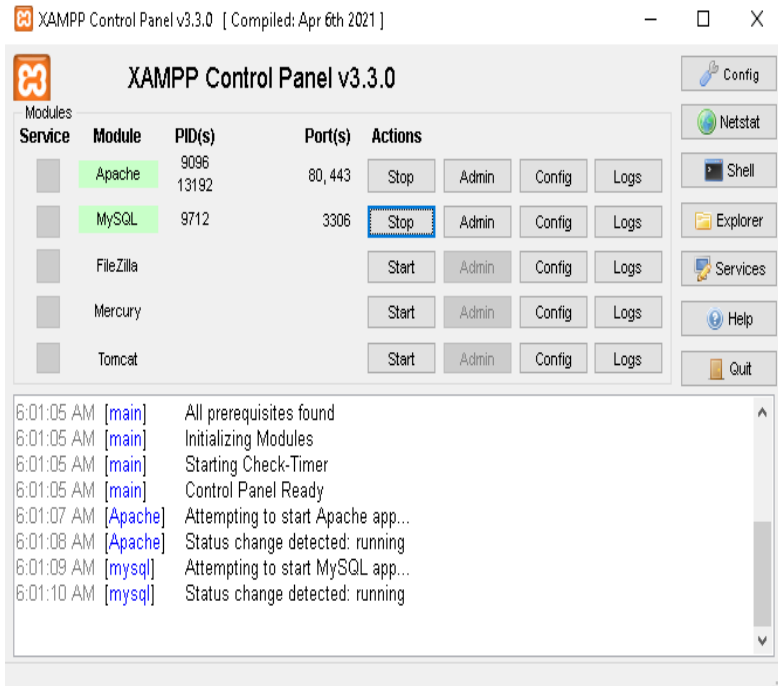 XAMPP Control Panel v3.3.0 [ Compiled: Apr 6th 2021 ]
XAMPP Control Panel v3.3.0
Config
Modules
Netstat
Service Module PID(s) Port(s) Actions
Apache 9096 13192 80, 443 Stop Admin Config Logs
Shell
MySQL 9712 3306 Stop Admin Config Logs
Explorer
FileZilla Start Admin Config Logs
Services
Mercury Start Admin Config Logs
Help
Tomcat Start Admin Config Logs
Quit
6:01:05 AM [main] All prerequisites found
6:01:05 AM [main] Initializing Modules
6:01:05 AM [main] Starting Check-Timer
6:01:05 AM [main] Control Panel Ready
6:01:07 AM [Apache] Attempting to start Apache app...
6:01:08 AM [Apache] Status change detected: running
6:01:09 AM [mysql] Attempting to start MySQL app...
6:01:10 AM [mysql] Status change detected: running